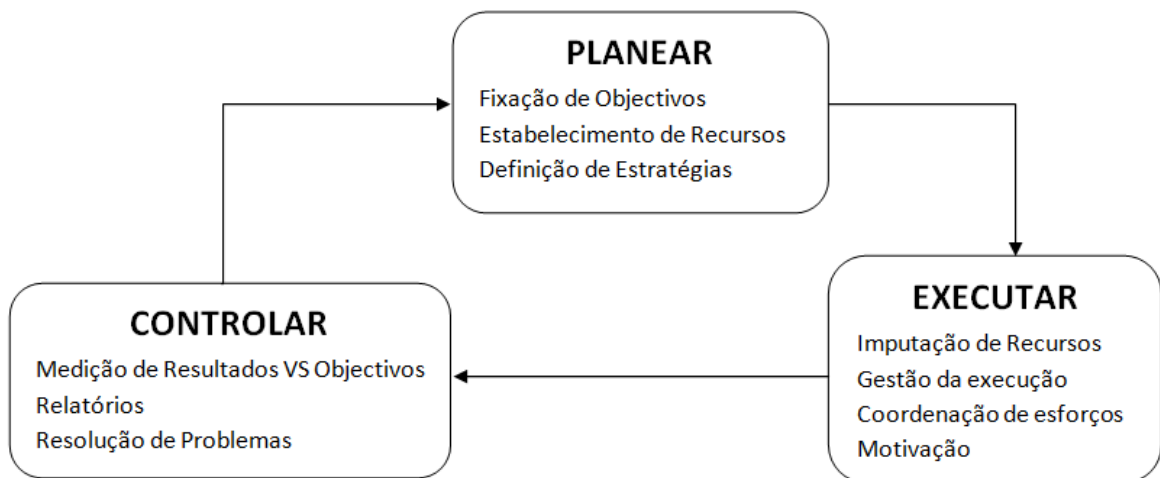 PLANEAR
Fixação de Objectivos
Estabelecimento de Recursos
Definição de Estratégias
EXECUTAR
Imputação de Recursos
Gestão da execução
Coordenação de esforços
Motivação
CONTROLAR
Medição de Resultados VS Objectivos
Relatórios
Resolução de Problemas